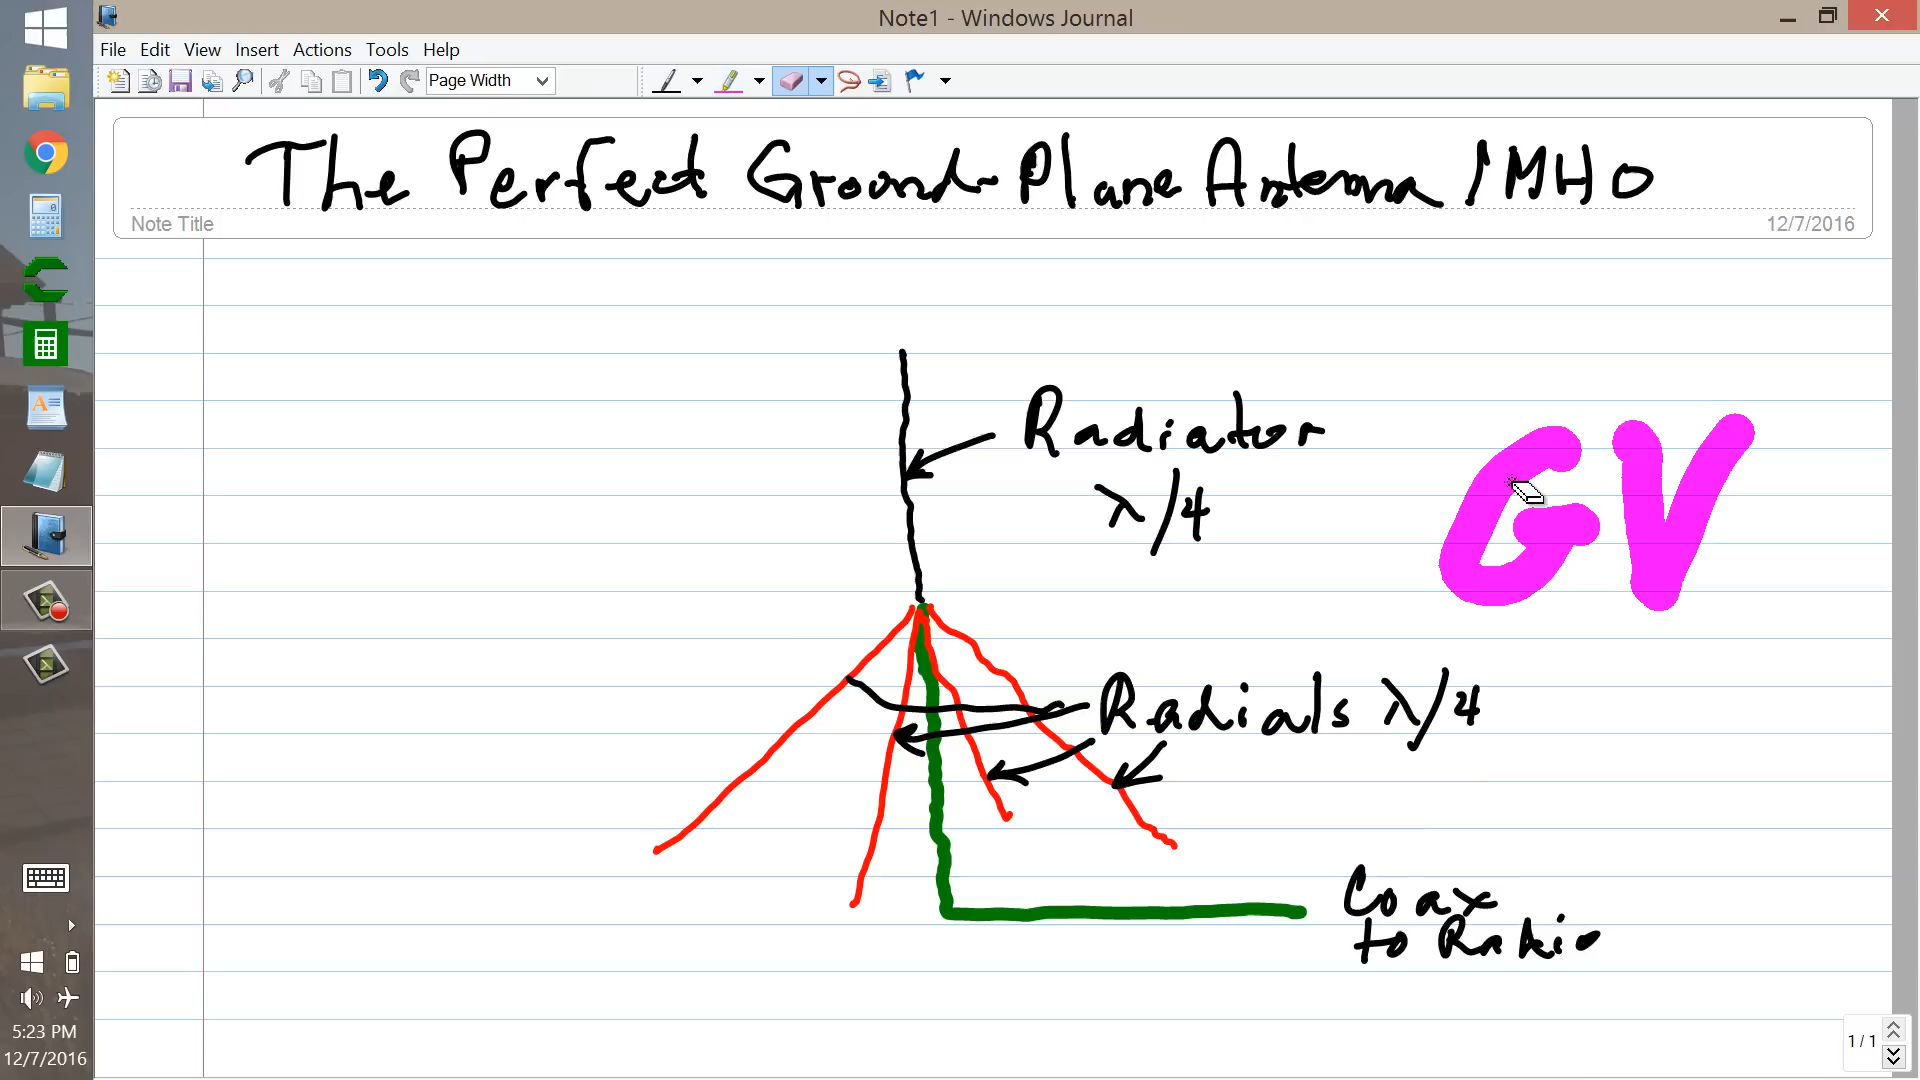 Note1 - Windows Journal
File Edit View Insert Actions Tools Help
Page Width
The Perfect Ground-Plane Antenna IMHO
Note Title
12/7/2016
Radiator
λ/4
GV
Radials λ/4
Coax
to Radio
1 / 1
5:23 PM
12/7/2016